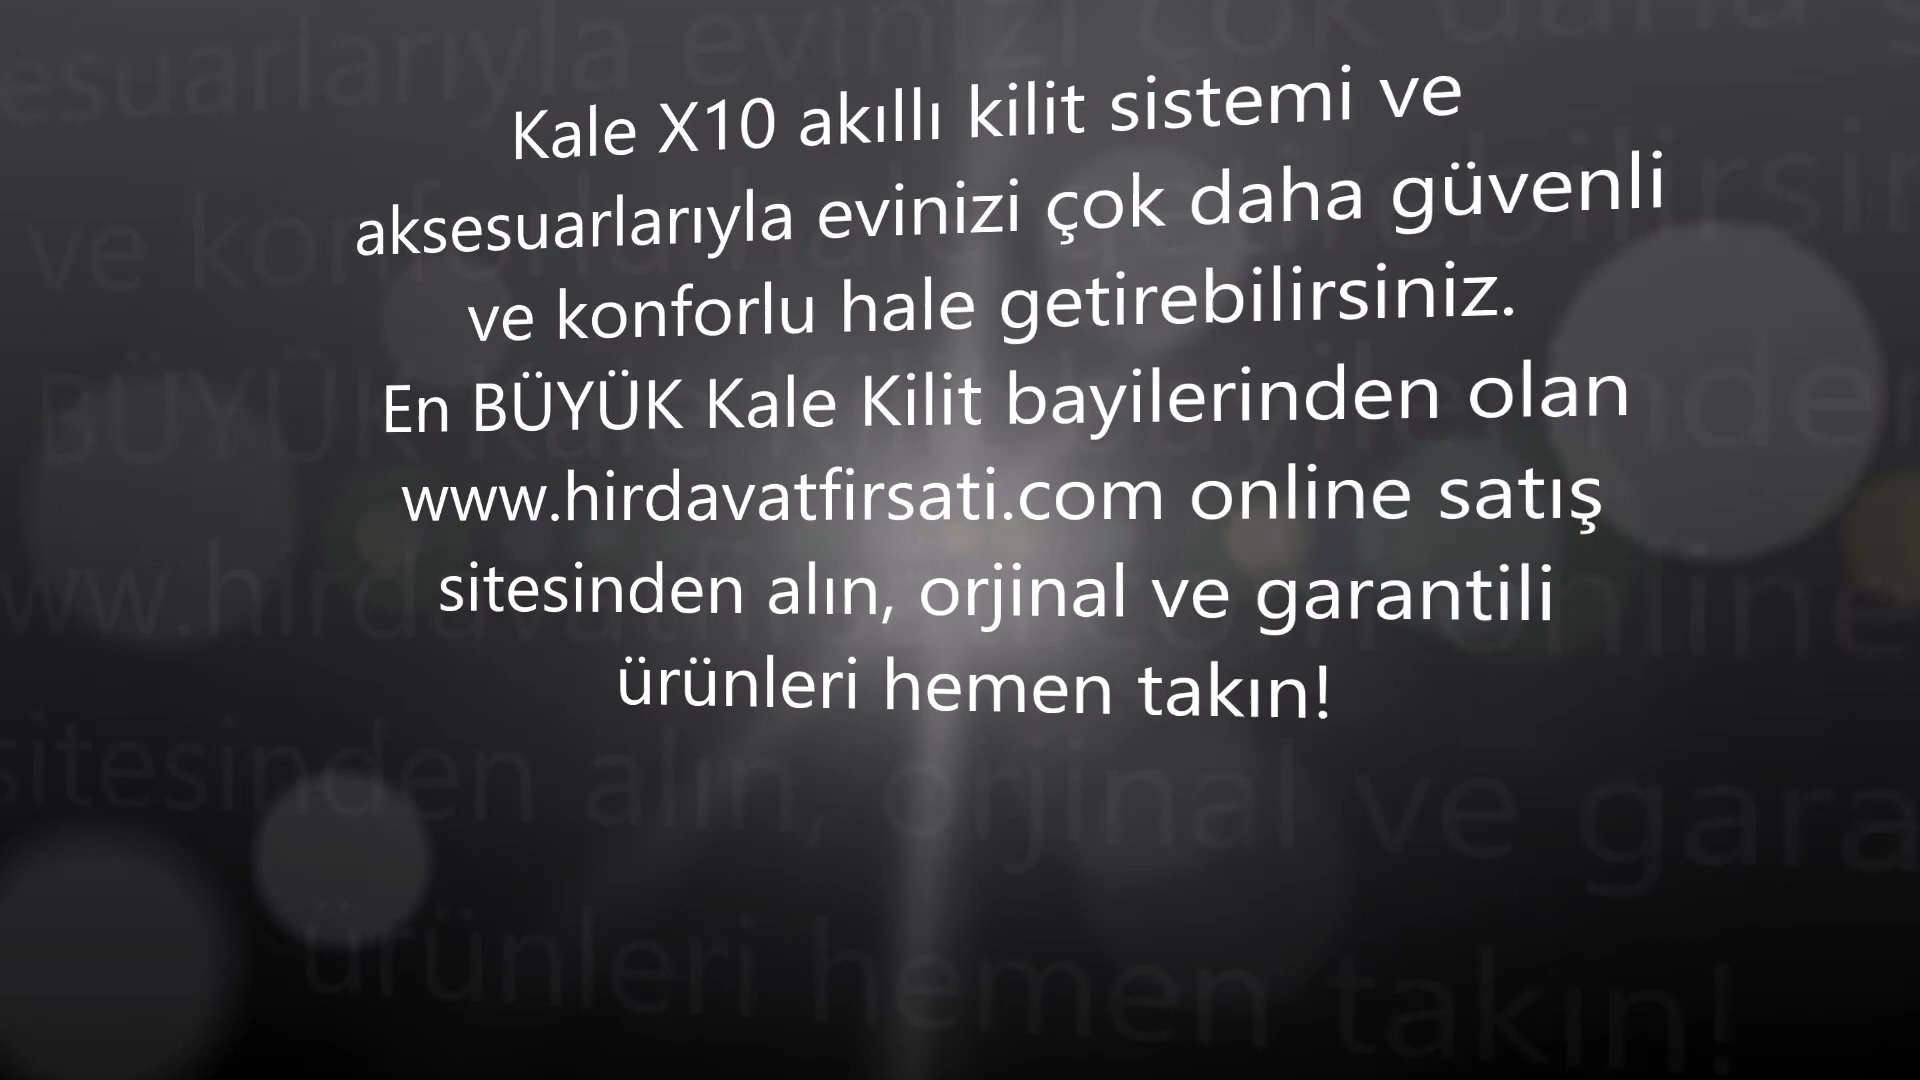 Kale X10 akıllı kilit sistemi ve
aksesuarlarıyla evinizi çok daha güvenli
ve konforlu hale getirebilirsiniz.
En BÜYÜK Kale Kilit bayilerinden olan
www.hirdavatfirsati.com online satış
sitesinden alın, orjinal ve garantili
ürünleri hemen takın!